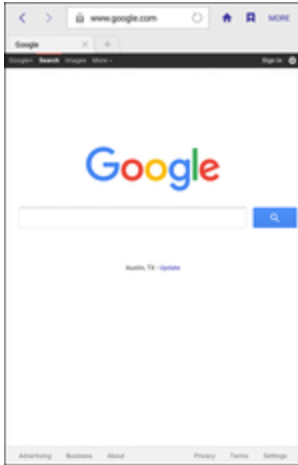 www.google.com MORE
Google
Google+ Search Images More Sign in
Google
Austin, TX - Update
Advertising Business About Privacy Terms Settings